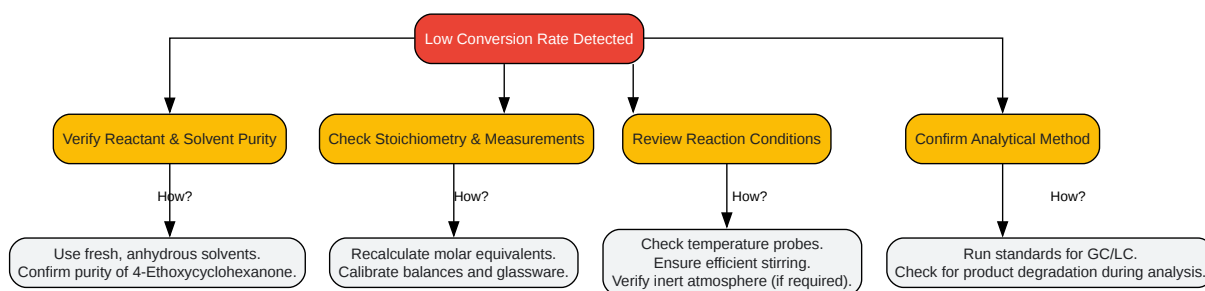 Low Conversion Rate Detected
Verify Reactant & Solvent Purity
Check Stoichiometry & Measurements
Review Reaction Conditions
Confirm Analytical Method
How?
How?
How?
How?
Use fresh, anhydrous solvents.
Confirm purity of 4-Ethoxycyclohexanone.
Recalculate molar equivalents.
Calibrate balances and glassware.
Check temperature probes.
Ensure efficient stirring.
Verify inert atmosphere (if required).
Run standards for GC/LC.
Check for product degradation during analysis.